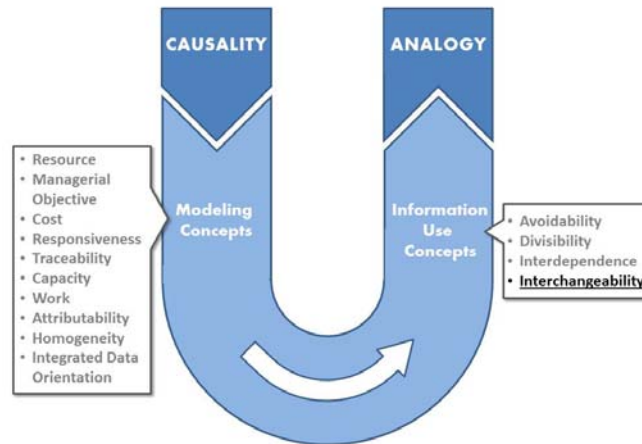 CAUSALITY
ANALOGY
• Resource
• Managerial
Objective
• Cost
• Responsiveness
• Traceability
• Capacity
• Work
• Attributability
• Homogeneity
• Integrated Data
Orientation
Modeling
Concepts
Information
Use
Concepts
• Avoidability
• Divisibility
• Interdependence
• Interchangeability